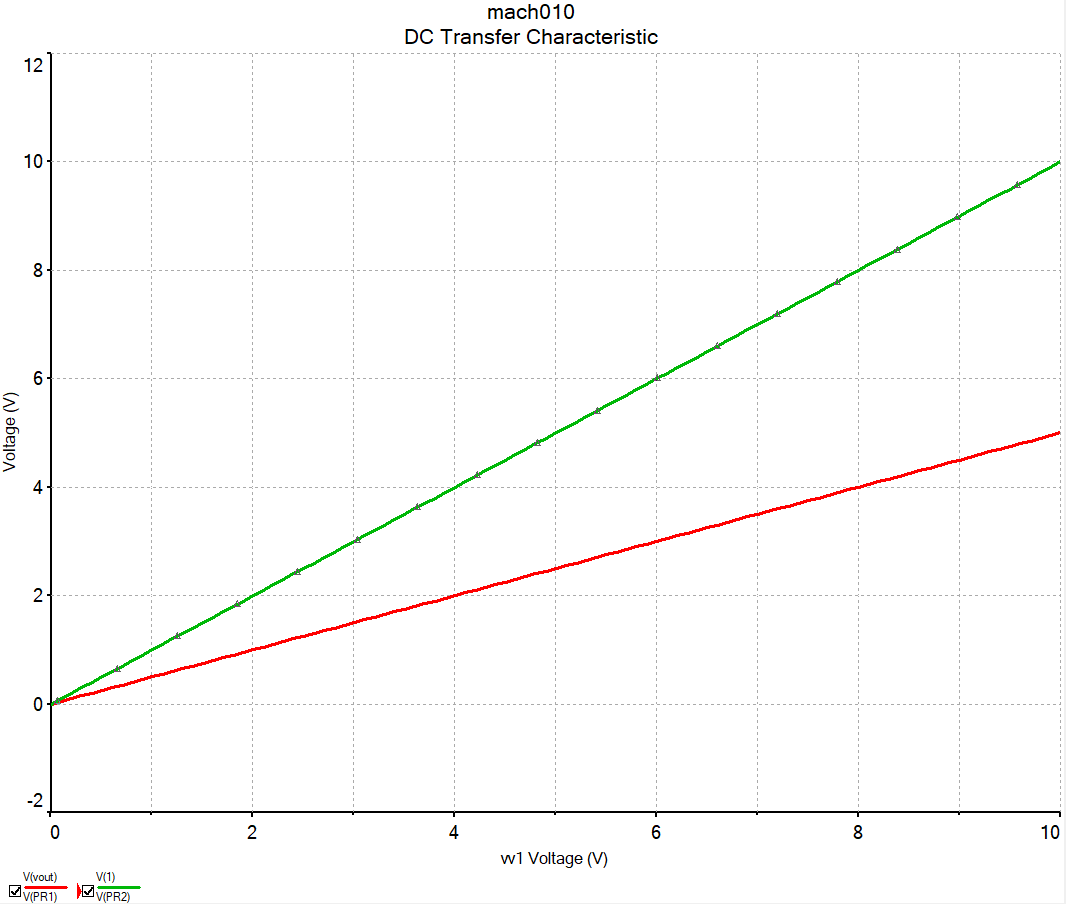 mach010
DC Transfer Characteristic
12
10
8
6
4
2
0
-2
Voltage (V)
0 2 4 6 8 10
vv1 Voltage (V)
V(vout) V(1)
V(PR1) V(PR2)